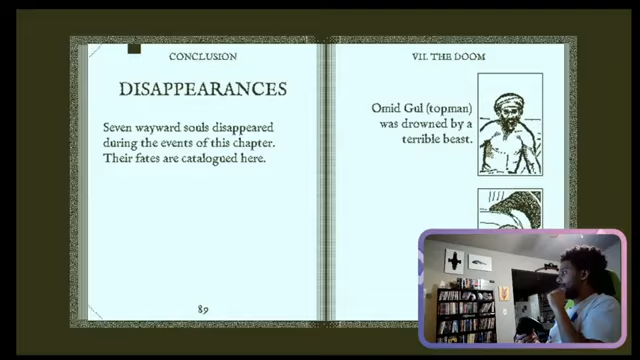 CONCLUSION
DISAPPEARANCES
Seven wayward souls disappeared
during the events of this chapter.
Their fates are catalogued here.
89
VII. THE DOOM
Omid Gul (topman)
was drowned by a
terrible beast.